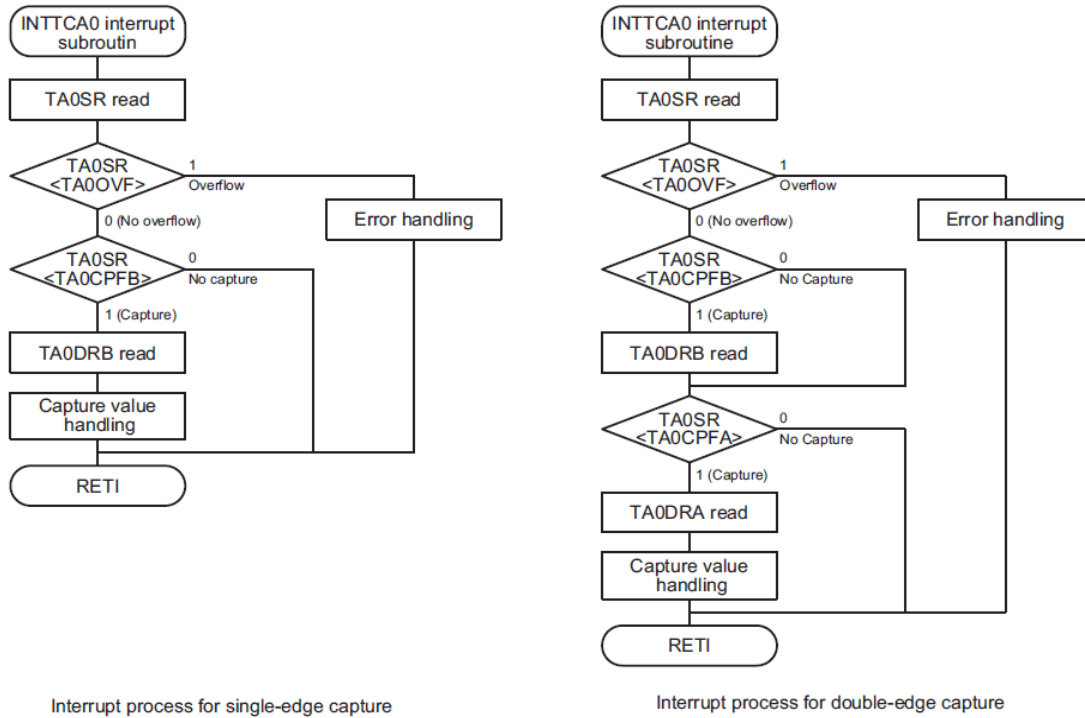 INTTCA0 interrupt
subroutin
TA0SR read
TA0SR
<TA0OVF>
1
Overflow
0 (No overflow)
Error handling
TA0SR
<TA0CPFB>
0
No capture
1 (Capture)
TA0DRB read
Capture value
handling
RETI
Interrupt process for single-edge capture
INTTCA0 interrupt
subroutine
TA0SR read
TA0SR
<TA0OVF>
1
Overflow
0 (No overflow)
Error handling
TA0SR
<TA0CPFB>
0
No Capture
1 (Capture)
TA0DRB read
TA0SR
<TA0CPFA>
0
No Capture
1 (Capture)
TA0DRA read
Capture value
handling
RETI
Interrupt process for double-edge capture